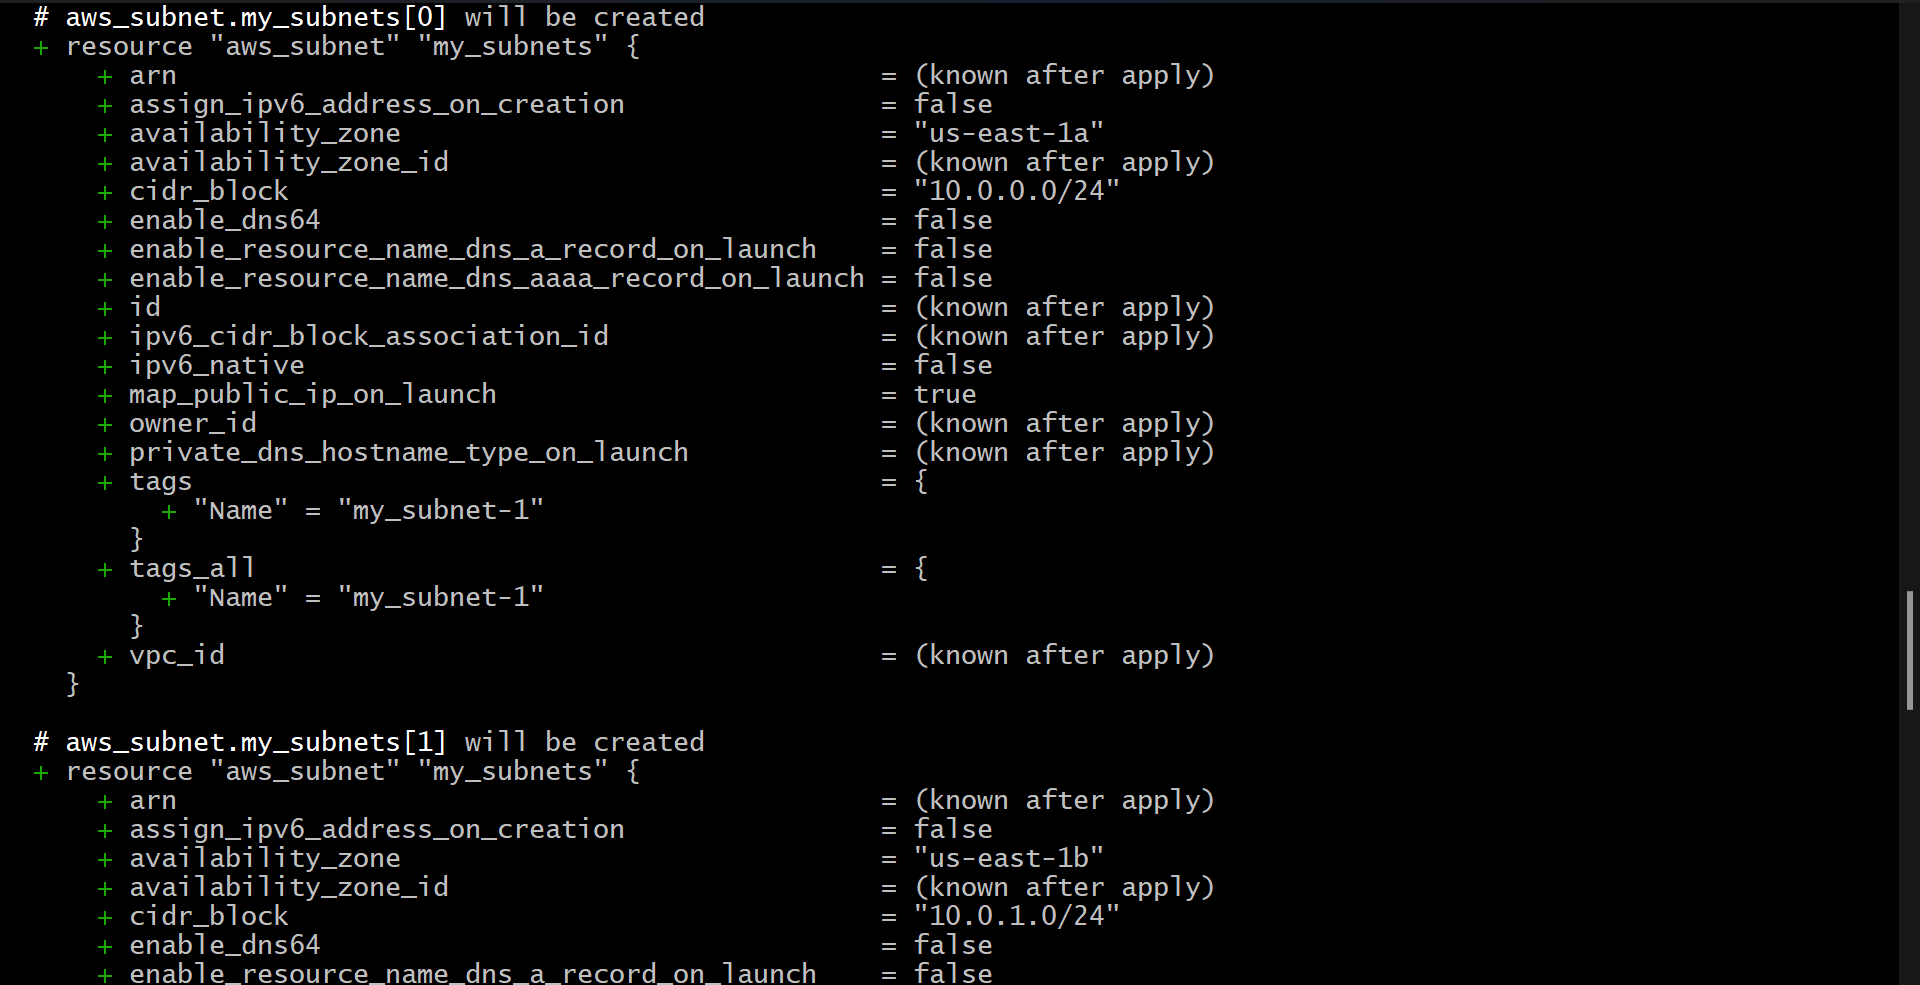 # aws_subnet.my_subnets[0] will be created
+ resource "aws_subnet" "my_subnets" {
+ arn = (known after apply)
+ assign_ipv6_address_on_creation = false
+ availability_zone = "us-east-1a"
+ availability_zone_id = (known after apply)
+ cidr_block = "10.0.0.0/24"
+ enable_dns64 = false
+ enable_resource_name_dns_a_record_on_launch = false
+ enable_resource_name_dns_aaaa_record_on_launch = false
+ id = (known after apply)
+ ipv6_cidr_block_association_id = (known after apply)
+ ipv6_native = false
+ map_public_ip_on_launch = true
+ owner_id = (known after apply)
+ private_dns_hostname_type_on_launch = (known after apply)
+ tags = {
+ "Name" = "my_subnet-1"
}
+ tags_all = {
+ "Name" = "my_subnet-1"
}
+ vpc_id = (known after apply)
}
# aws_subnet.my_subnets[1] will be created
+ resource "aws_subnet" "my_subnets" {
+ arn = (known after apply)
+ assign_ipv6_address_on_creation = false
+ availability_zone = "us-east-1b"
+ availability_zone_id = (known after apply)
+ cidr_block = "10.0.1.0/24"
+ enable_dns64 = false
+ enable_resource_name_dns_a_record_on_launch = false